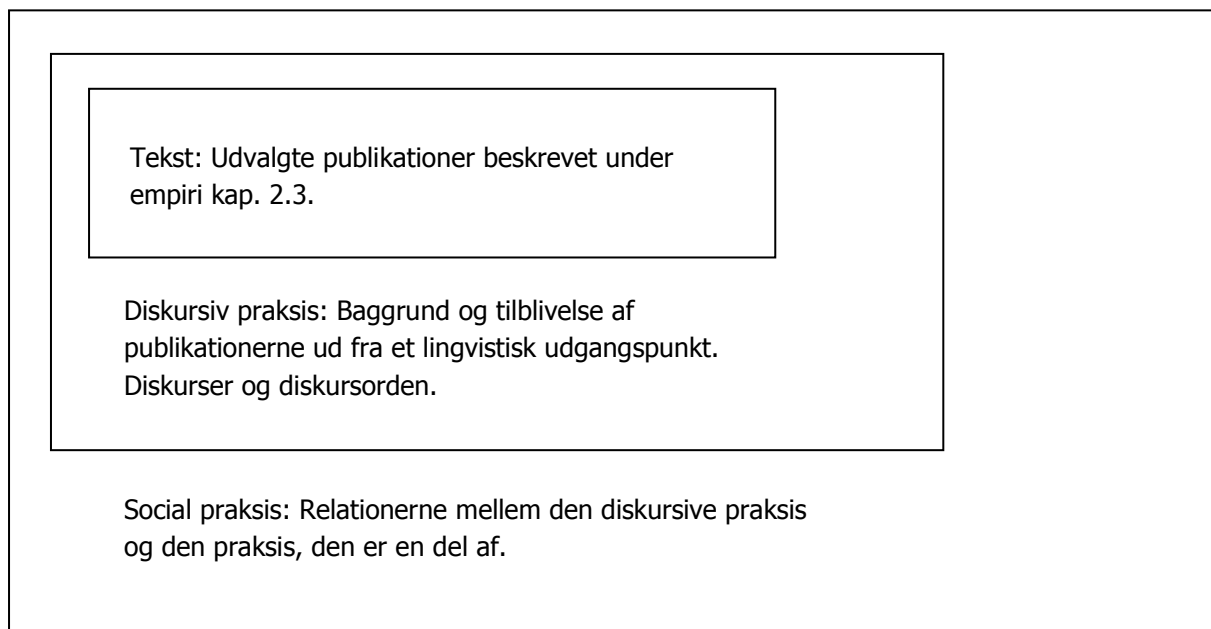 Tekst: Udvalgte publikationer beskrevet under
empiri kap. 2.3.
Diskursiv praksis: Baggrund og tilblivelse af
publikationerne ud fra et lingvistisk udgangspunkt.
Diskurser og diskursorden.
Social praksis: Relationerne mellem den diskursive praksis
og den praksis, den er en del af.